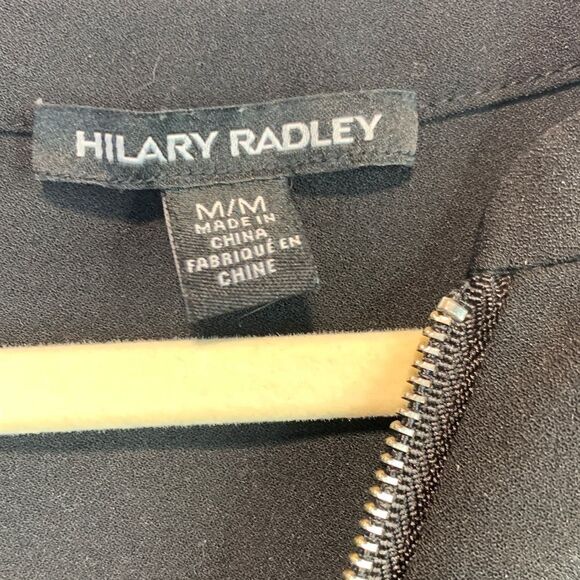 HILARY RADLEY
M/M
MADE IN
CHINA
FABRIQUÉ EN
CHINE